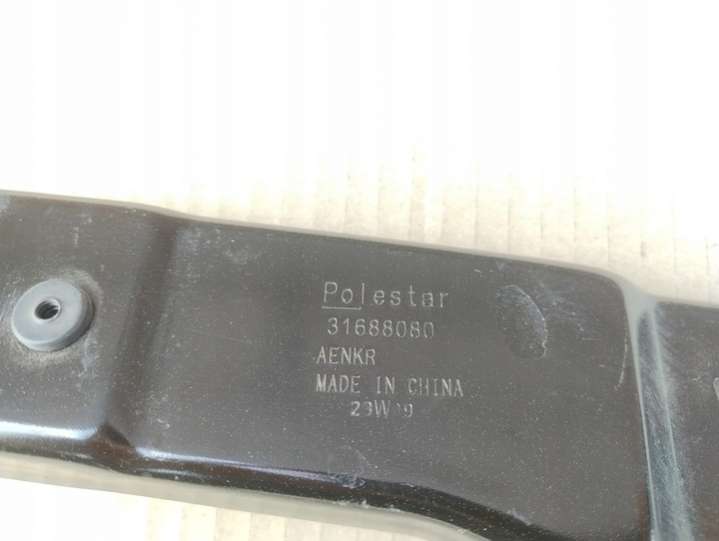 Polestar
31688080
AENKR
MADE IN CHINA